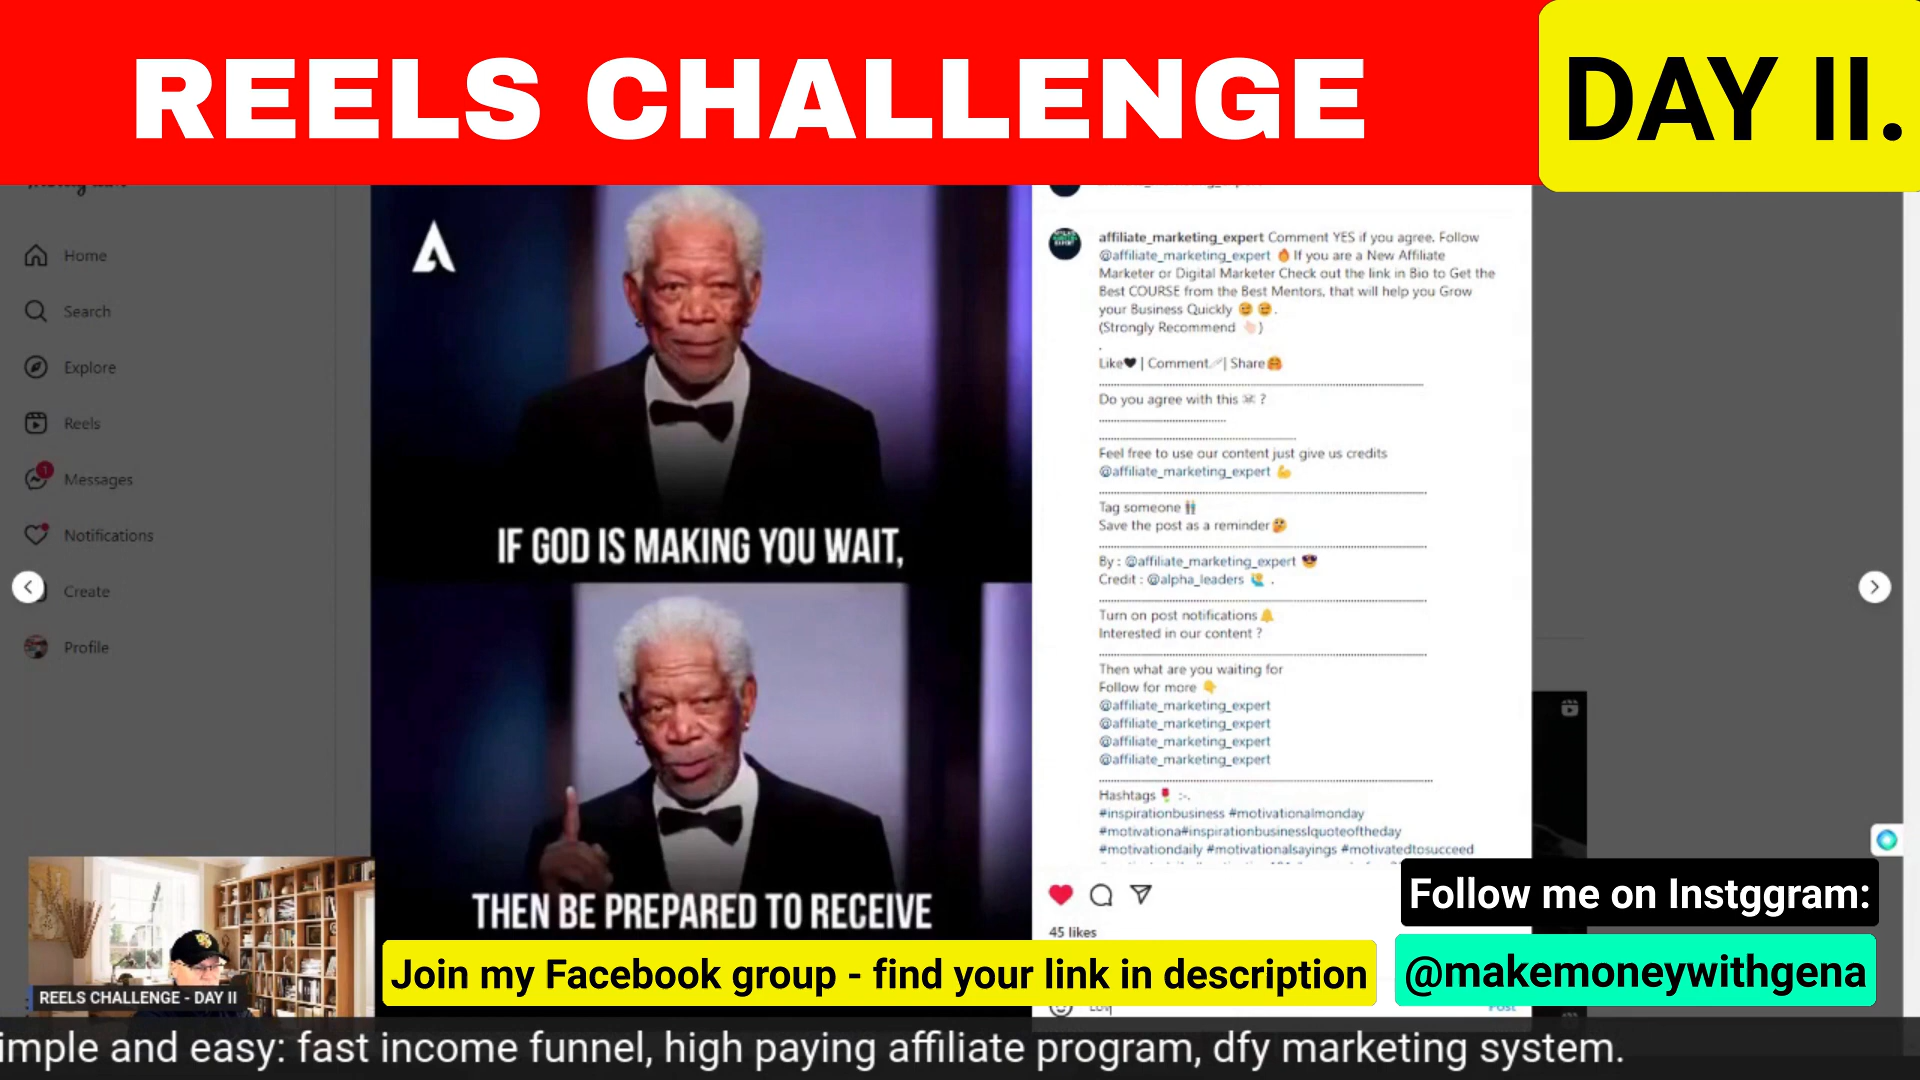 REELS CHALLENGE
DAY II.
Home
Search
Explore
Reels
1
Messages
Notifications
Create
Profile
IF GOD IS MAKING YOU WAIT,
THEN BE PREPARED TO RECEIVE
affiliate_marketing_expert Comment YES if you agree. Follow
@affiliate_marketing_expert 🔥 If you are a New Affiliate
Marketer or Digital Marketer Check out the link in Bio to Get the
Best COURSE from the Best Mentors, that will help you Grow
your Business Quickly
(Strongly Recommend )
.
Like🖤 | Comment | Share🤗
Do you agree with this ?
Feel free to use our content just give us credits
@affiliate_marketing_expert 💪
Tag someone
Save the post as a reminder
By : @affiliate_marketing_expert 😎
Credit : @alpha_leaders .
Turn on post notifications🔔
Interested in our content ?
Then what are you waiting for
Follow for more 👇
@affiliate_marketing_expert
@affiliate_marketing_expert
@affiliate_marketing_expert
@affiliate_marketing_expert
Hashtags 🌹 :-.
#inspirationbusiness #motivationalmonday
#motivationa#inspirationbusinesslquoteoftheday
#motivationdaily #motivationalsayings #motivatedtosucceed
45 likes
Post
Follow me on Instggram:
@makemoneywithgena
Join my Facebook group - find your link in description
REELS CHALLENGE - DAY II
imple and easy: fast income funnel, high paying affiliate program, dfy marketing system.